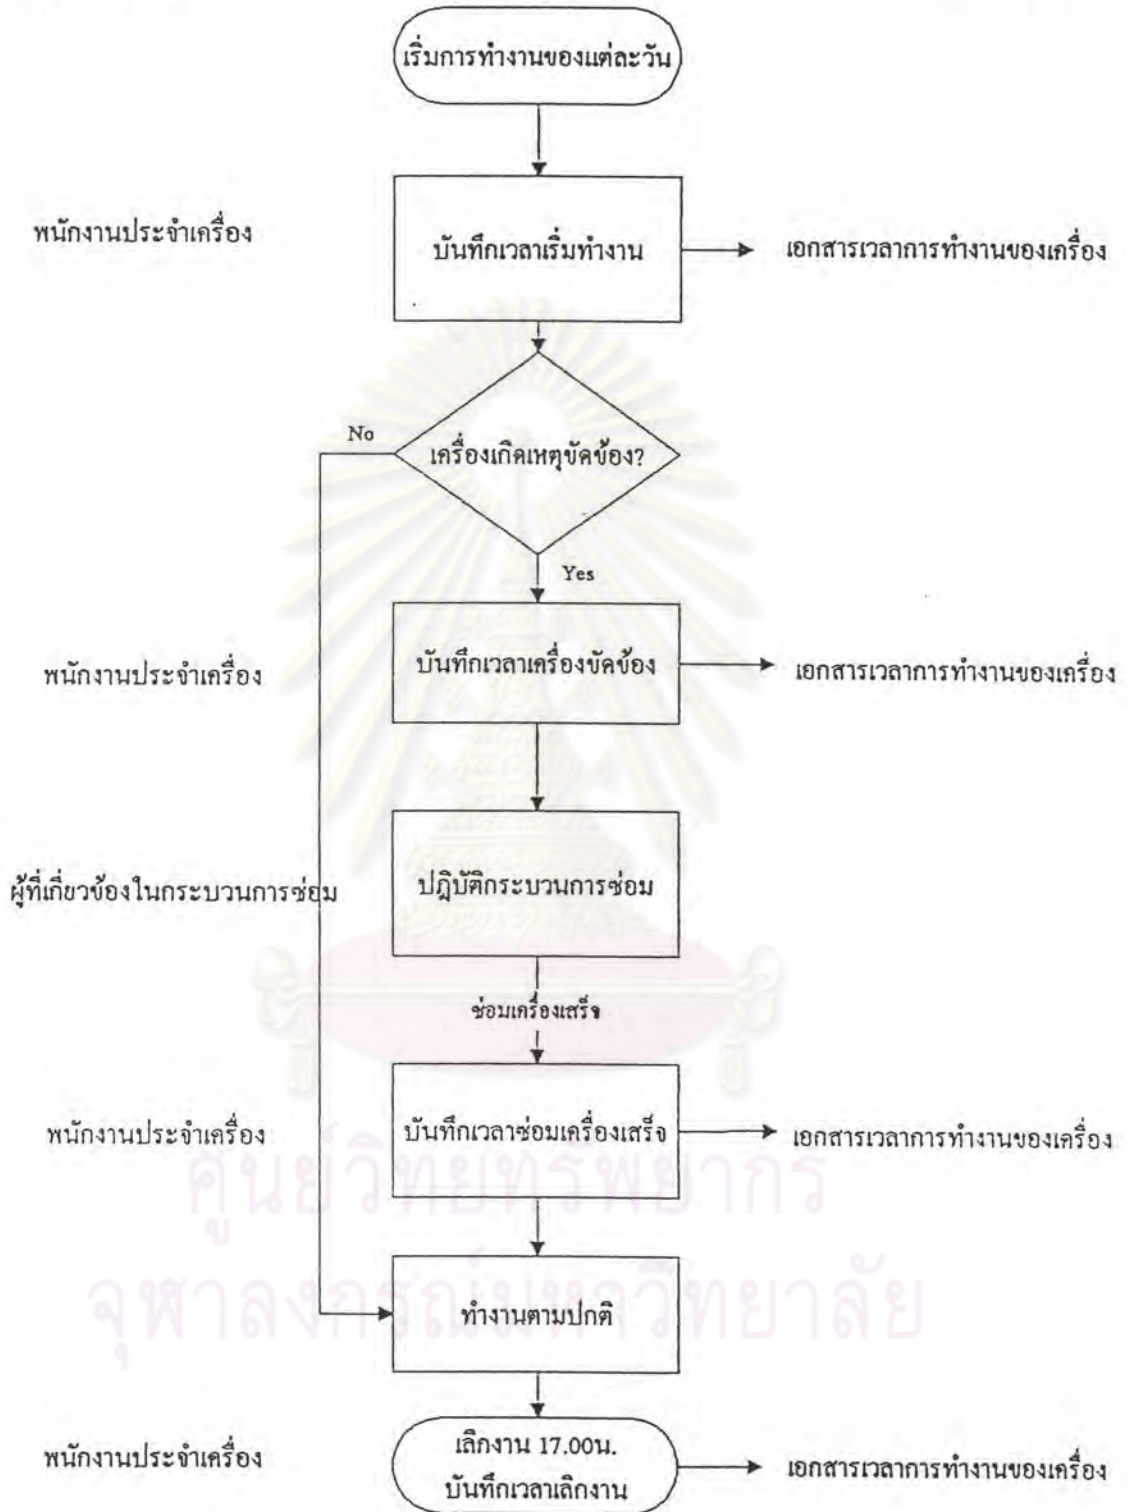 เริ่มการทำงานของแต่ละวัน
พนักงานประจำเครื่อง
บันทึกเวลาเริ่มทำงาน
เอกสารเวลาการทำงานของเครื่อง
No
เครื่องเกิดเหตุขัดข้อง?
Yes
พนักงานประจำเครื่อง
บันทึกเวลาเครื่องขัดข้อง
เอกสารเวลาการทำงานของเครื่อง
ผู้ที่เกี่ยวข้องในกระบวนการซ่อม
ปฏิบัติกระบวนการซ่อม
ซ่อมเครื่องเสร็จ
พนักงานประจำเครื่อง
บันทึกเวลาซ่อมเครื่องเสร็จ
เอกสารเวลาการทำงานของเครื่อง
ศูนย์วิทยทรัพยากร
จุฬาลงกรณ์มหาวิทยาลัย
ทำงานตามปกติ
พนักงานประจำเครื่อง
เลิกงาน 17.00น.
บันทึกเวลาเลิกงาน
เอกสารเวลาการทำงานของเครื่อง